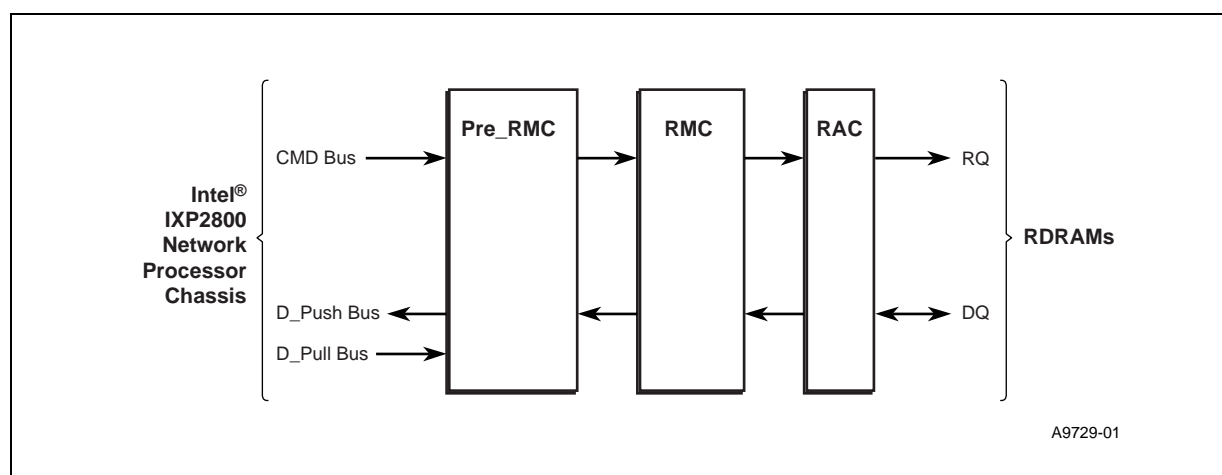 Pre_RMC
RMC
RAC
CMD Bus
RQ
Intel®
IXP2800
Network
Processor
Chassis
RDRAMs
D_Push Bus
DQ
D_Pull Bus
A9729-01